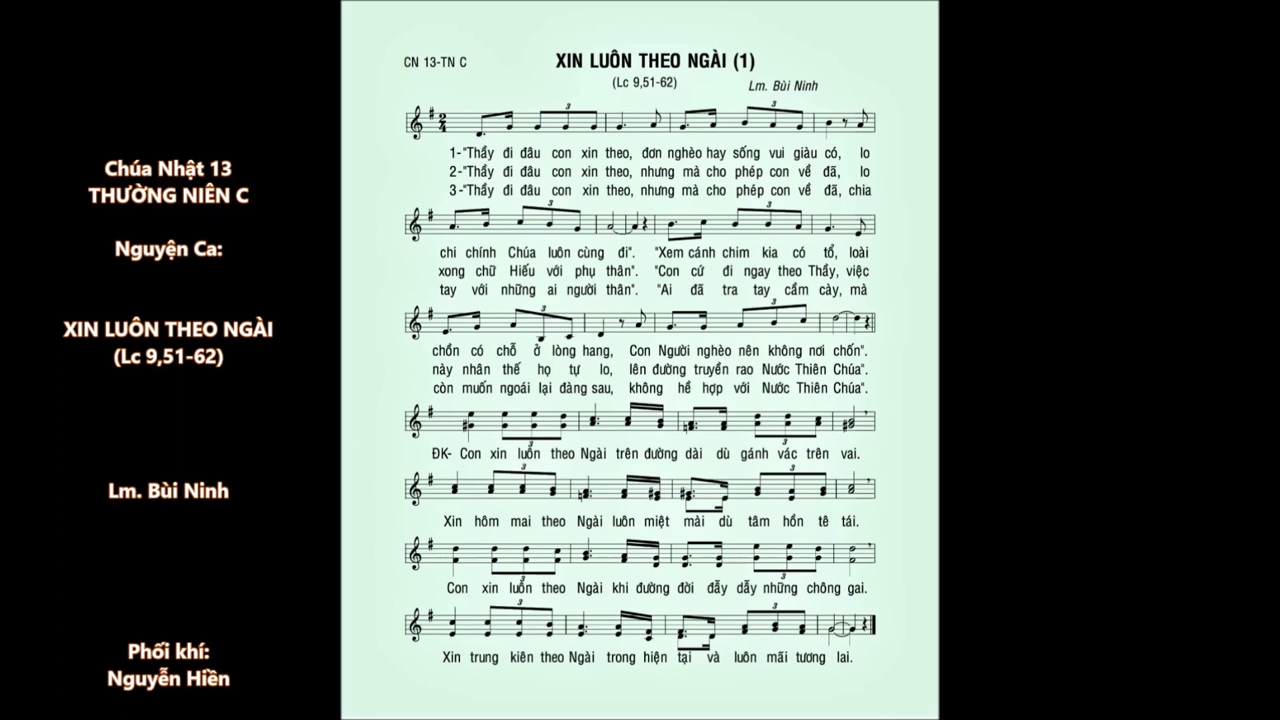 Chúa Nhật 13
THƯỜNG NIÊN C
Nguyện Ca:
XIN LUÔN THEO NGÀI
(Lc 9,51-62)
Lm. Bùi Ninh
Phối khí:
Nguyễn Hiền
CN 13-TN C
XIN LUÔN THEO NGÀI (1)
(Lc 9,51-62)
Lm. Bùi Ninh
1-"Thầy đi đâu con xin theo, đơn nghèo hay sống vui giàu có, lo
2-"Thầy đi đâu con xin theo, nhưng mà cho phép con về đã, lo
3-"Thầy đi đâu con xin theo, nhưng mà cho phép con về đã, chia
chi chính Chúa luôn cùng đi". "Xem cánh chim kia có tổ, loài
xong chữ Hiếu với phụ thân". "Con cứ đi ngay theo Thầy, việc
tay với những ai người thân". "Ai đã tra tay cầm cày, mà
chồn có chỗ ở lòng hang, Con Người nghèo nên không nơi chốn".
này nhân thế họ tự lo, lên đường truyền rao Nước Thiên Chúa".
còn muốn ngoái lại đàng sau, không hề hợp với Nước Thiên Chúa".
ĐK- Con xin luôn theo Ngài trên đường dài dù gánh vác trên vai.
Xin hôm mai theo Ngài luôn miệt mài dù tâm hồn tê tái.
Con xin luôn theo Ngài khi đường đời đẫy dẫy những chông gai.
Xin trung kiên theo Ngài trong hiện tại và luôn mãi tương lai.